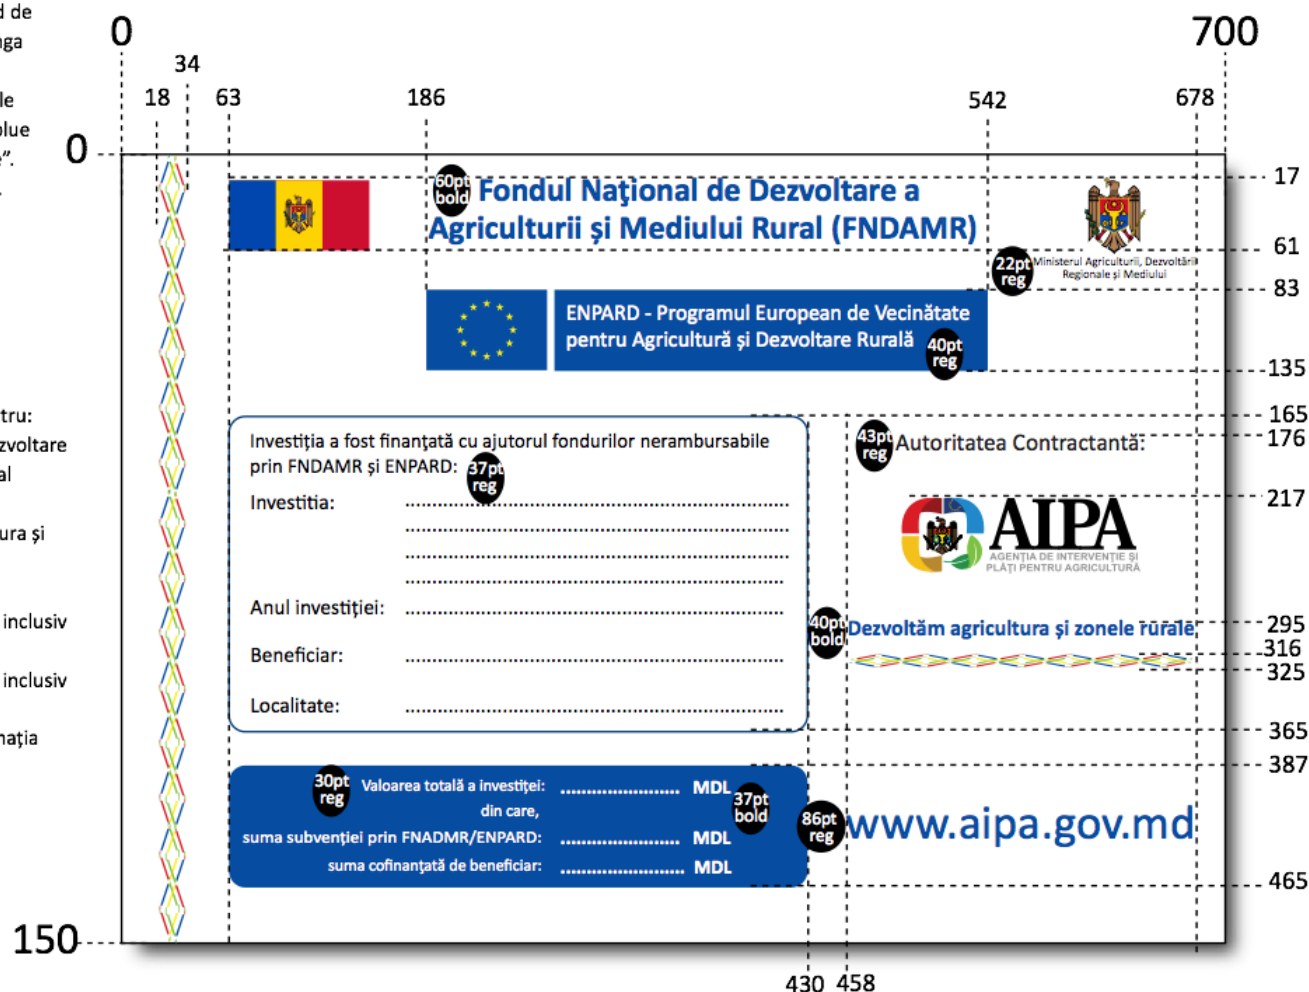 d de
nga
le
olue
e”.
.
tru:
zvoltare
al
ura și
inclusiv
inclusiv
mația
0
700
34
18
63
186
542
678
0
150
60pt
bold
Fondul Național de Dezvoltare a
Agriculturii și Mediului Rural (FNDAMR)
22pt
reg
Ministerul Agriculturii, Dezvoltării
Regionale și Mediului
ENPARD - Programul European de Vecinătate
pentru Agricultură și Dezvoltare Rurală
40pt
reg
Investiția a fost finanțată cu ajutorul fondurilor nerambursabile
prin FNDAMR și ENPARD:
37pt
reg
Investitia: ................................................................
................................................................
................................................................
................................................................
Anul investiției: ................................................................
Beneficiar: ................................................................
Localitate: ................................................................
43pt
reg
Autoritatea Contractantă:
AIPA
AGENȚIA DE INTERVENȚIE ȘI
PLĂȚI PENTRU AGRICULTURĂ
40pt
bold
Dezvoltăm agricultura și zonele rurale
30pt
reg
Valoarea totală a investiței: ........................ MDL
din care,
suma subvenției prin FNADMR/ENPARD: ........................ MDL
suma cofinanțată de beneficiar: ......................... MDL
37pt
bold
86pt
reg
www.aipa.gov.md
17
61
83
135
165
176
217
295
316
325
365
387
465
430
458